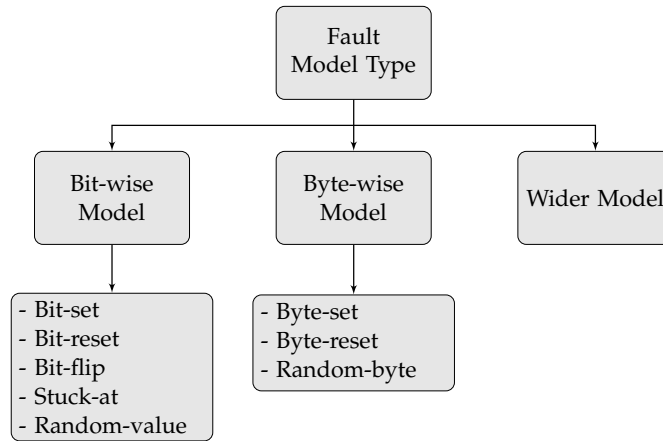 Fault
Model Type
Bit-wise
Model
Byte-wise
Model
Wider Model
- Bit-set
- Bit-reset
- Bit-flip
- Stuck-at
- Random-value
- Byte-set
- Byte-reset
- Random-byte